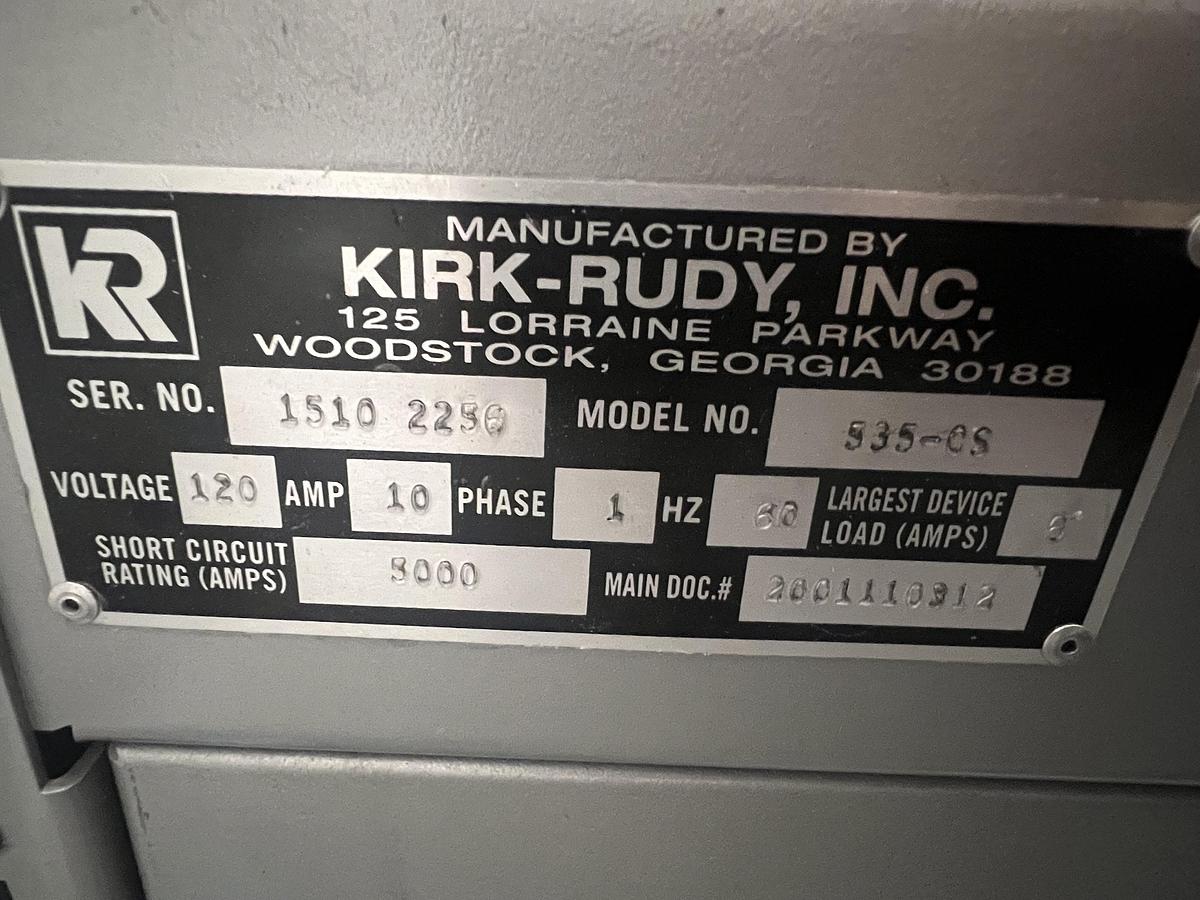 KR
MANUFACTURED BY
KIRK-RUDY, INC.
125 LORRAINE PARKWAY
WOODSTOCK, GEORGIA 30188
SER. NO. 1510 MODEL NO. 535-CS
VOLTAGE 120 AMP 10 PHASE 1 HZ 60 LARGEST DEVICE
LOAD (AMPS)
SHORT CIRCUIT
RATING (AMPS) 5000 MAIN DOC.# 2001110312